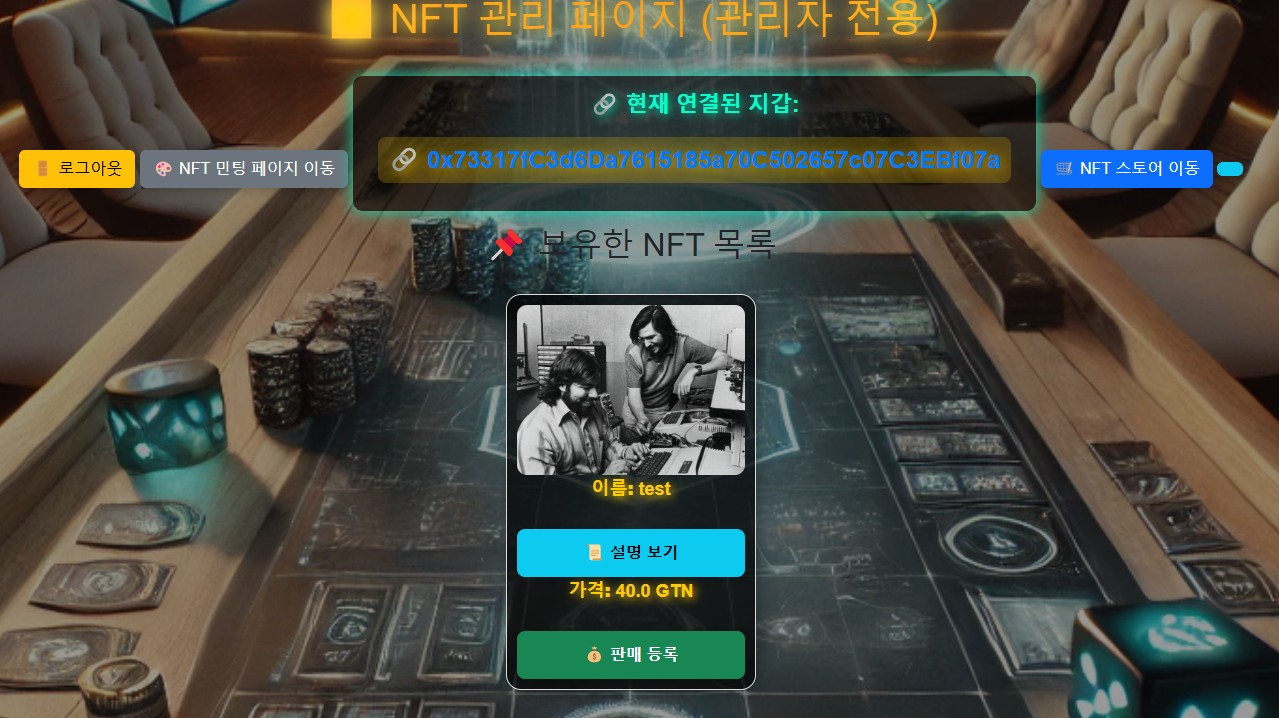 NFT 관리 페이지 (관리자 전용)
현재 연결된 지갑:
0x73317fC3d6Da7615185a70C502657c07C3EBf07a
로그아웃
NFT 민팅 페이지 이동
NFT 스토어 이동
보유한 NFT 목록
이름: test
설명 보기
가격: 40.0 GTN
판매 등록